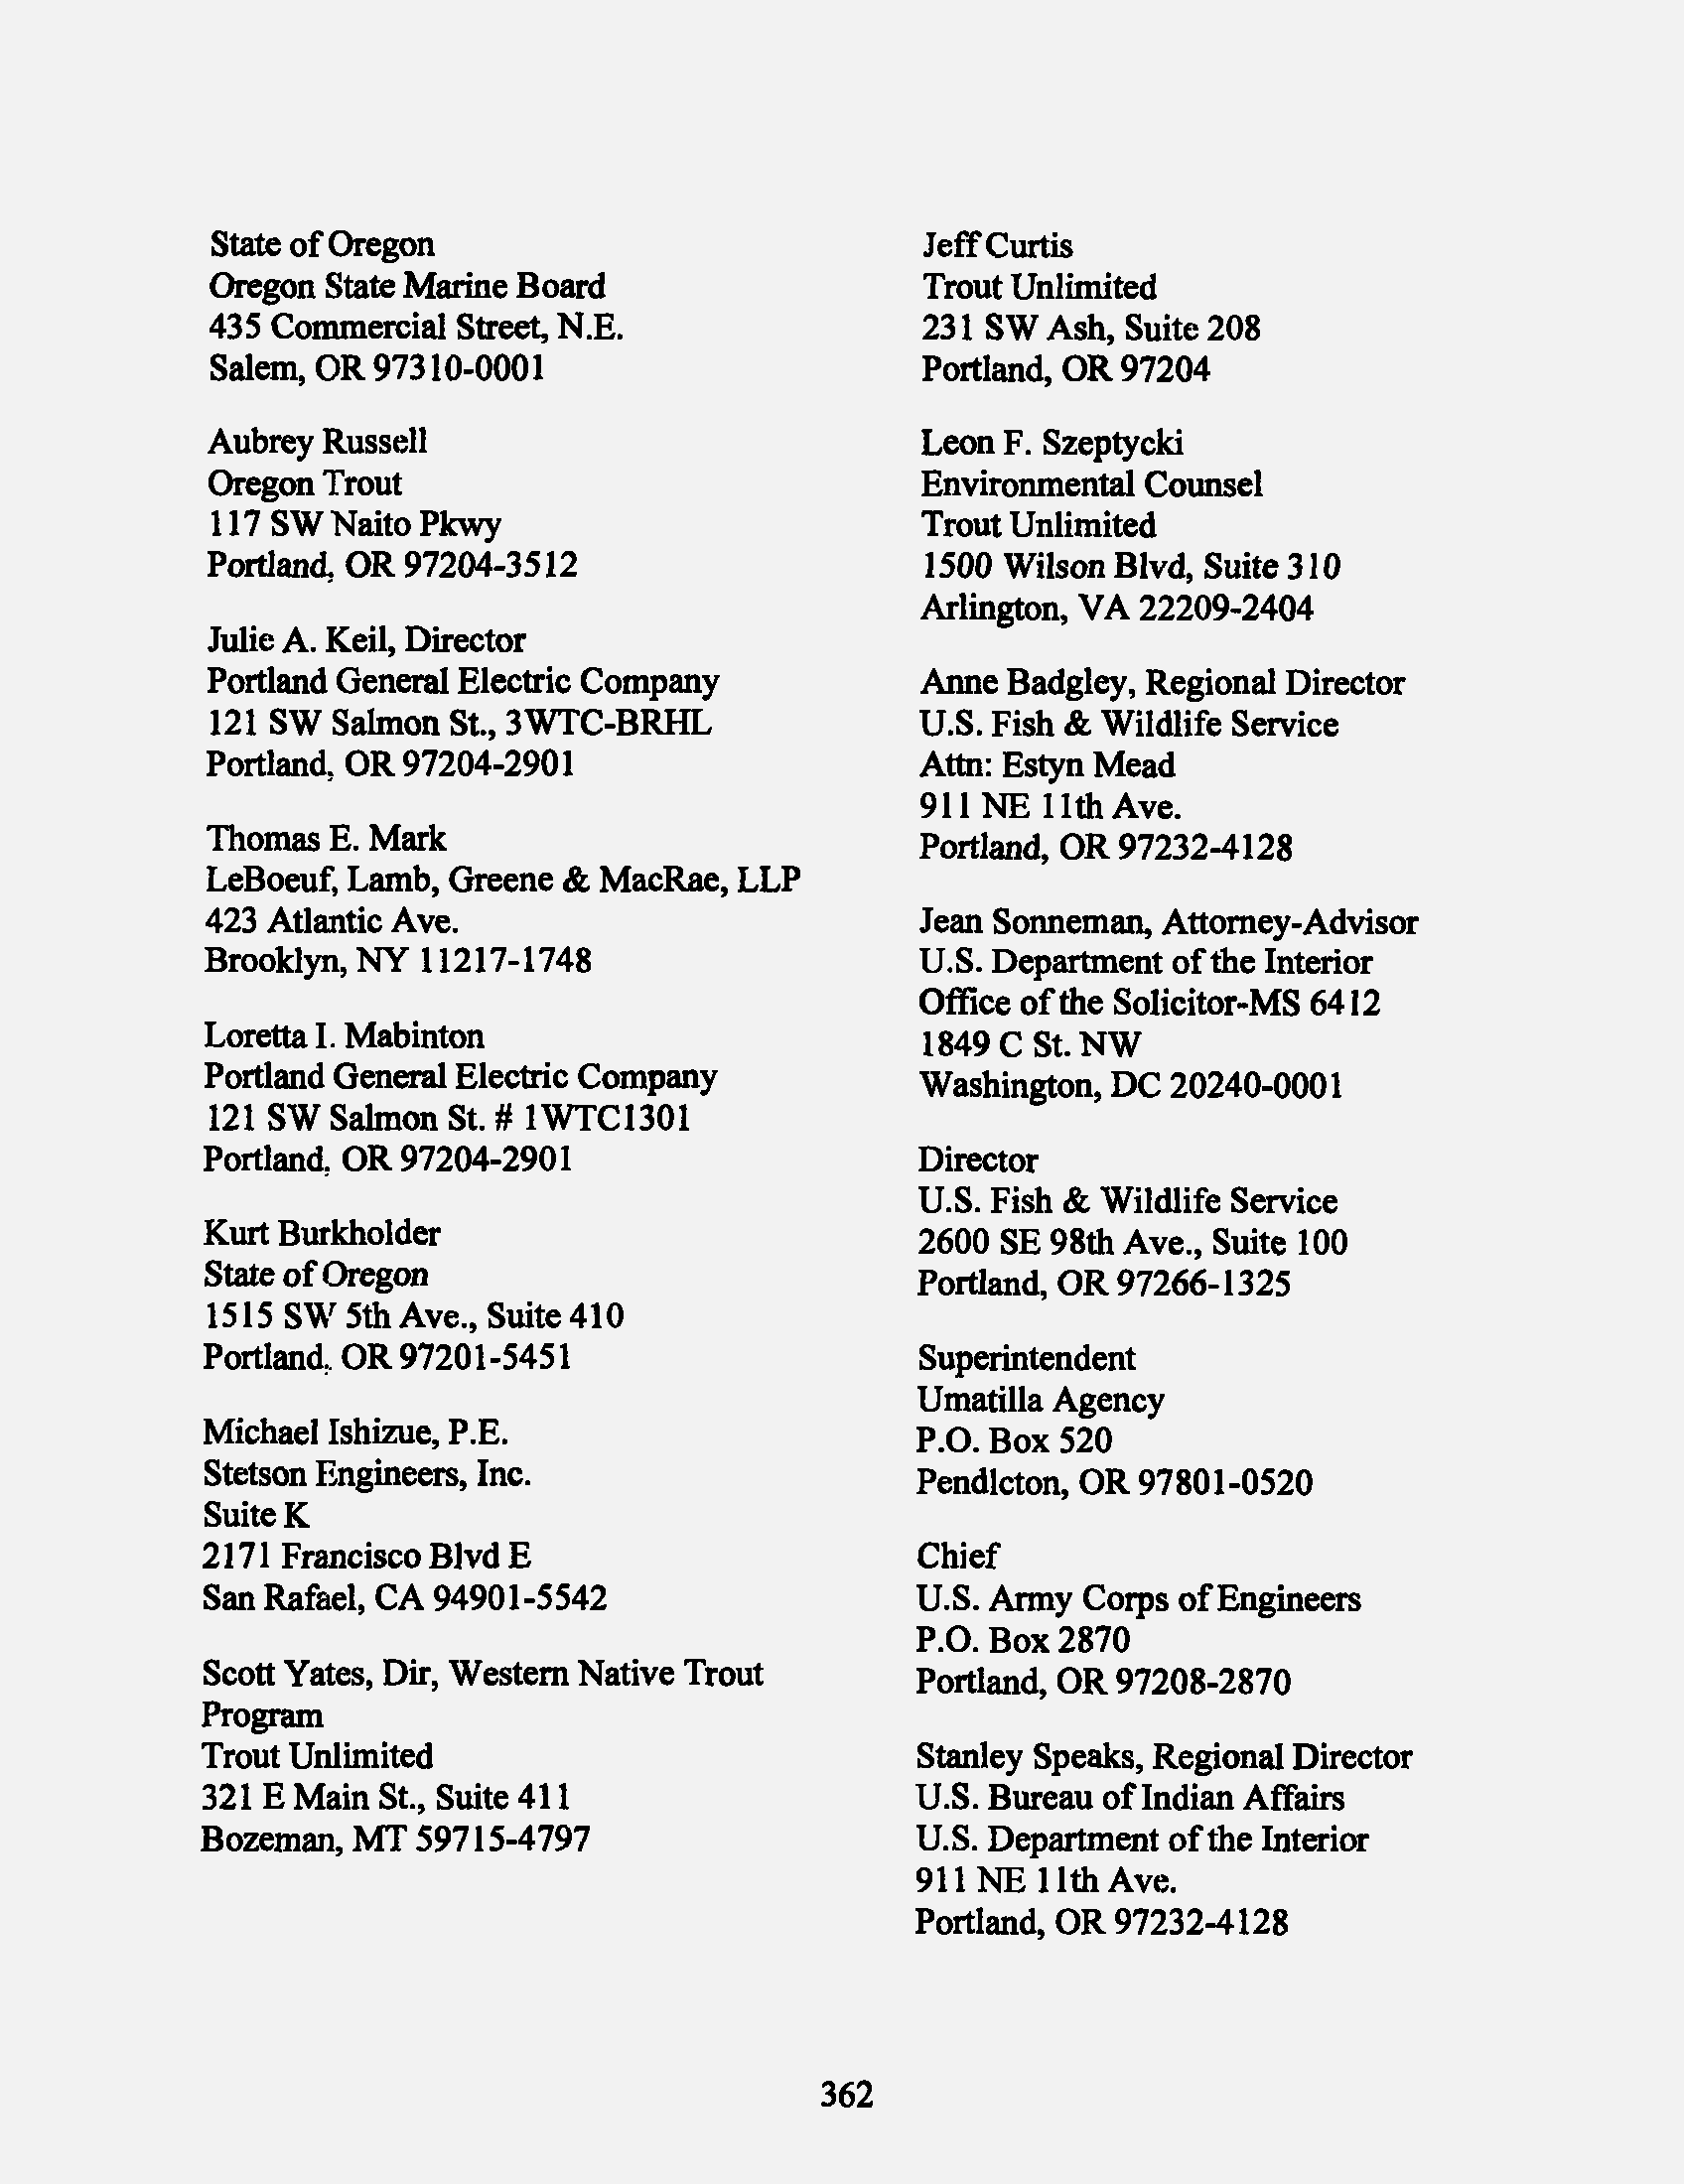 State of Oregon
Oregon State Marine Board
435 Commercial Street, N.E.
Salem, OR 97310-0001
Aubrey Russell
Oregon Trout
117 SW Naito Pkwy
Portland, OR 97204-3512
Julie A. Keil, Director
Portland General Electric Company
121 SW Salmon St., 3WTC-BRHL
Portland, OR 97204-2901
Thomas E. Mark
LeBoeuf, Lamb, Greene & MacRae, LLP
423 Atlantic Ave.
Brooklyn, NY 11217-1748
Loretta I. Mabinton
Portland General Electric Company
121 SW Salmon St. # 1WTC1301
Portland, OR 97204-2901
Kurt Burkholder
State of Oregon
1515 SW 5th Ave., Suite 410
Portland, OR 97201-5451
Michael Ishizue, P.E.
Stetson Engineers, Inc.
Suite K
2171 Francisco Blvd E
San Rafael, CA 94901-5542
Scott Yates, Dir, Western Native Trout
Program
Trout Unlimited
321 E Main St., Suite 411
Bozeman, MT 59715-4797
Jeff Curtis
Trout Unlimited
231 SW Ash, Suite 208
Portland, OR 97204
Leon F. Szeptycki
Environmental Counsel
Trout Unlimited
1500 Wilson Blvd, Suite 310
Arlington, VA 22209-2404
Anne Badgley, Regional Director
U.S. Fish & Wildlife Service
Attn: Estyn Mead
911 NE 11th Ave.
Portland, OR 97232-4128
Jean Sonneman, Attorney-Advisor
U.S. Department of the Interior
Office of the Solicitor-MS 6412
1849 C St. NW
Washington, DC 20240-0001
Director
U.S. Fish & Wildlife Service
2600 SE 98th Ave., Suite 100
Portland, OR 97266-1325
Superintendent
Umatilla Agency
P.O. Box 520
Pendleton, OR 97801-0520
Chief
U.S. Army Corps of Engineers
P.O. Box 2870
Portland, OR 97208-2870
Stanley Speaks, Regional Director
U.S. Bureau of Indian Affairs
U.S. Department of the Interior
911 NE 11th Ave.
Portland, OR 97232-4128
362